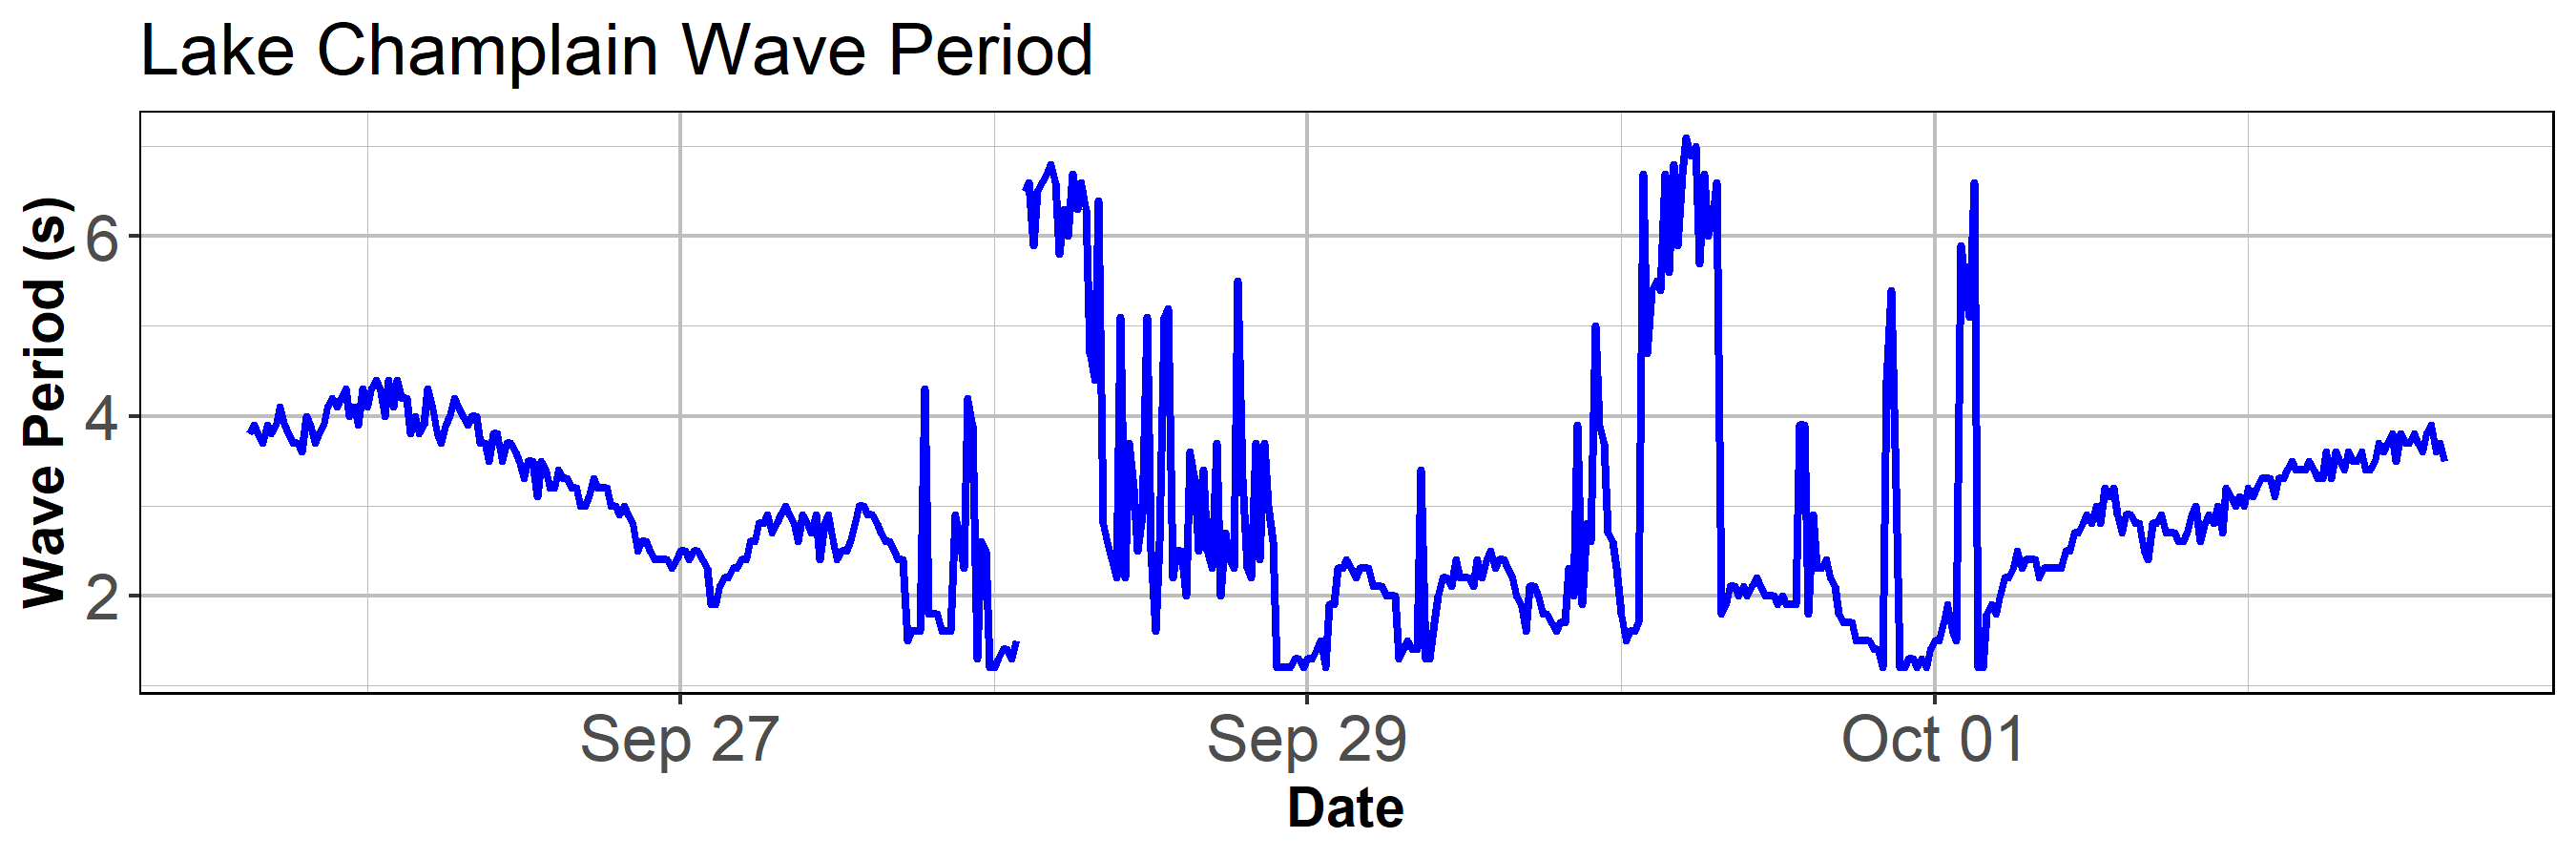 Lake Champlain Wave Period
Wave Period (s)
6
4
2
Sep 27
Sep 29
Oct 01
Date